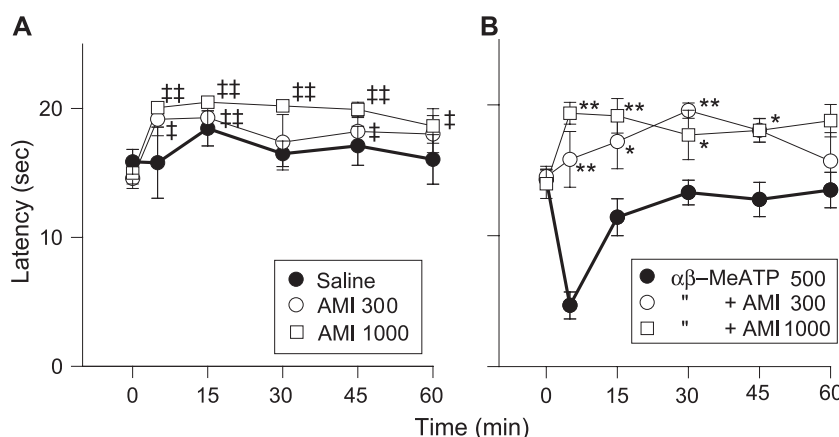 A
B
‡‡ ‡‡ ‡‡ ‡‡ ‡
‡ ‡‡ ‡
** ** ** *
** * *
20
10
0
Latency (sec)
Saline
AMI 300
AMI 1000
αβ–MeATP 500
" + AMI 300
" + AMI 1000
0 15 30 45 60
0 15 30 45 60
Time (min)